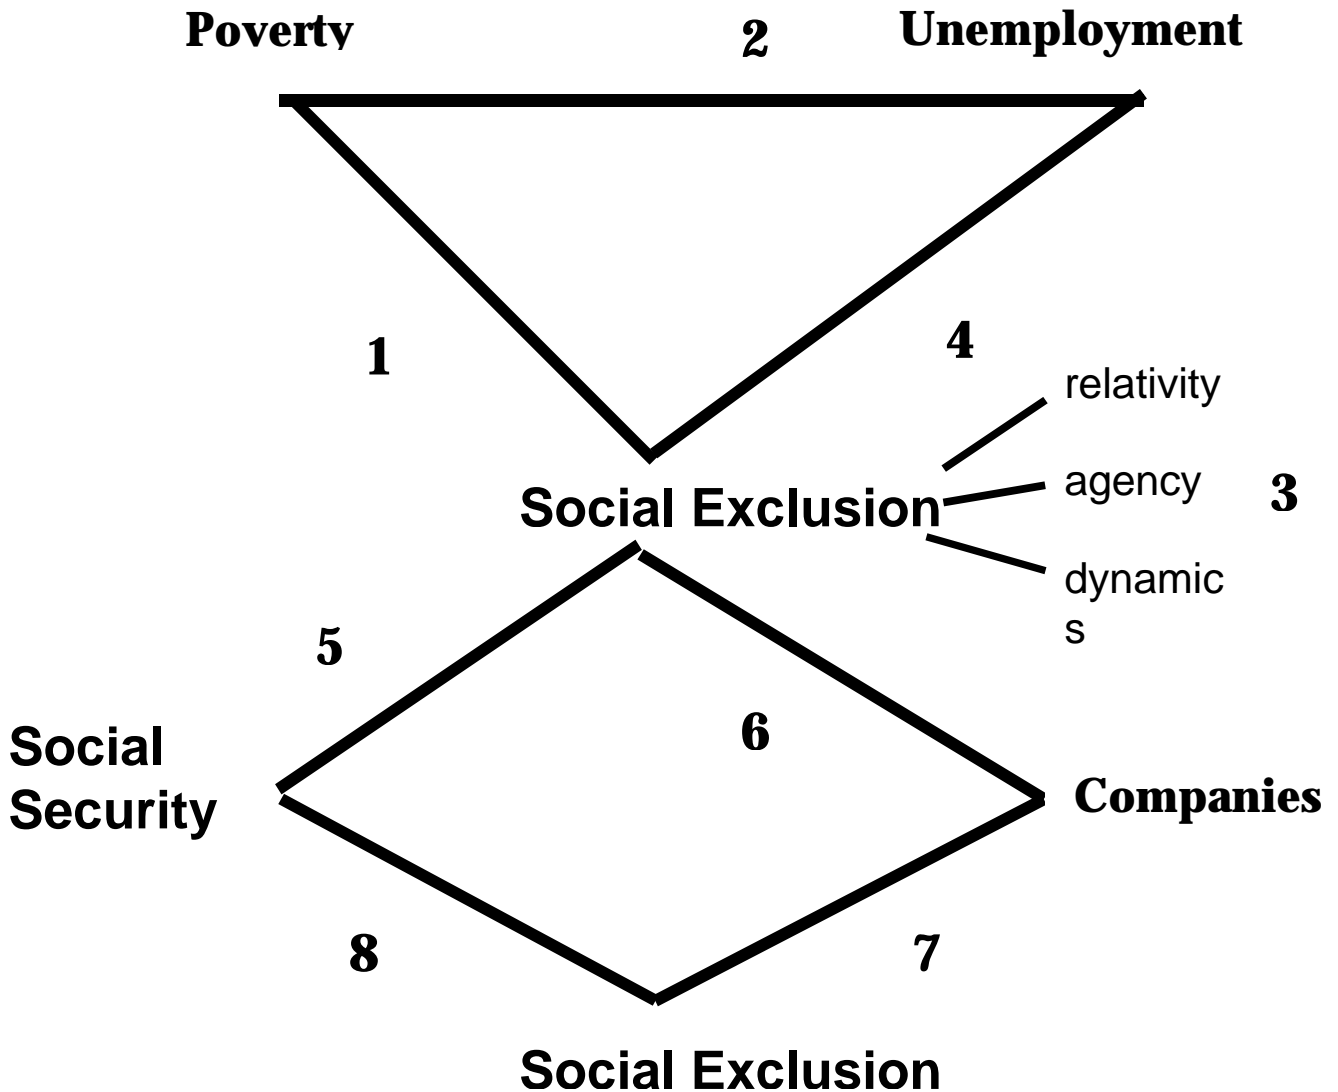 Poverty
2
Unemployment
1
4
relativity
agency
3
Social Exclusion
dynamic
s
5
6
Social
Security
Companies
8
7
Social Exclusion